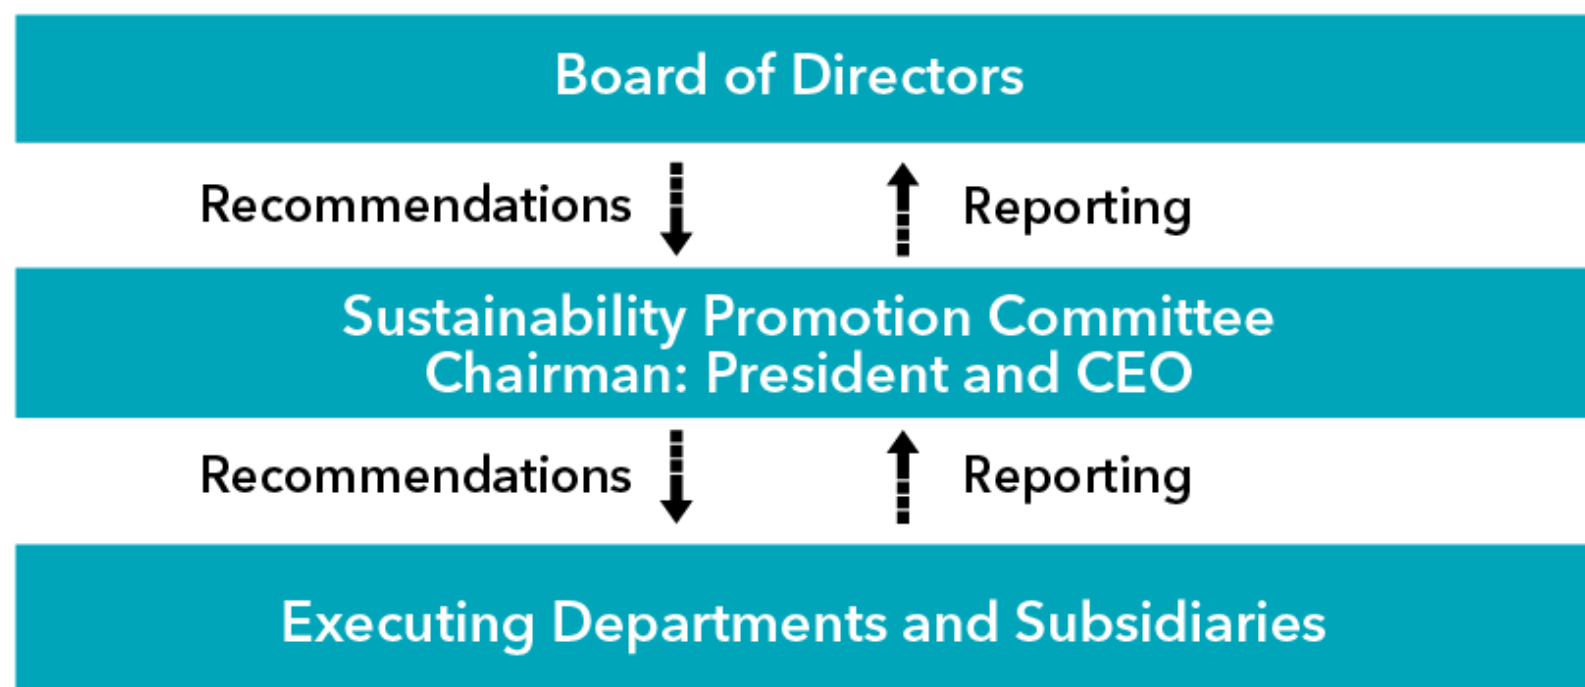 Board of Directors
Recommendations
Reporting
Sustainability Promotion Committee
Chairman: President and CEO
Recommendations
Reporting
Executing Departments and Subsidiaries